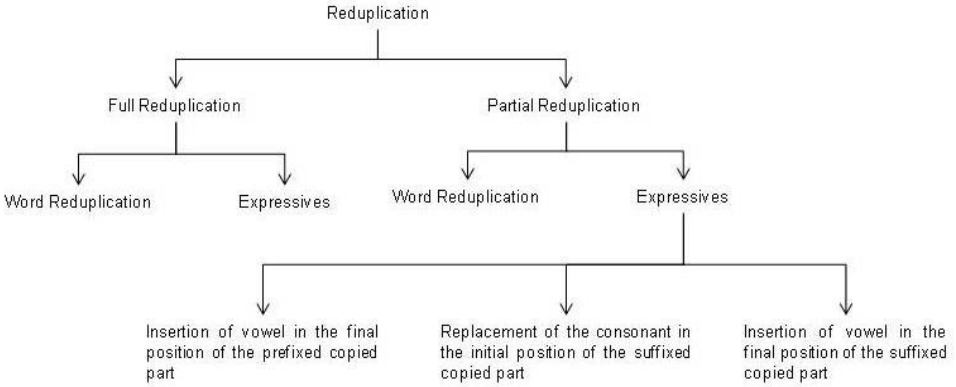 Reduplication
Full Reduplication
Partial Reduplication
Word Reduplication
Expressives
Word Reduplication
Expressives
Insertion of vowel in the final
position of the prefixed copied
part
Replacement of the consonant in
the initial position of the suffixed
copied part
Insertion of vowel in the
final position of the suffixed
copied part